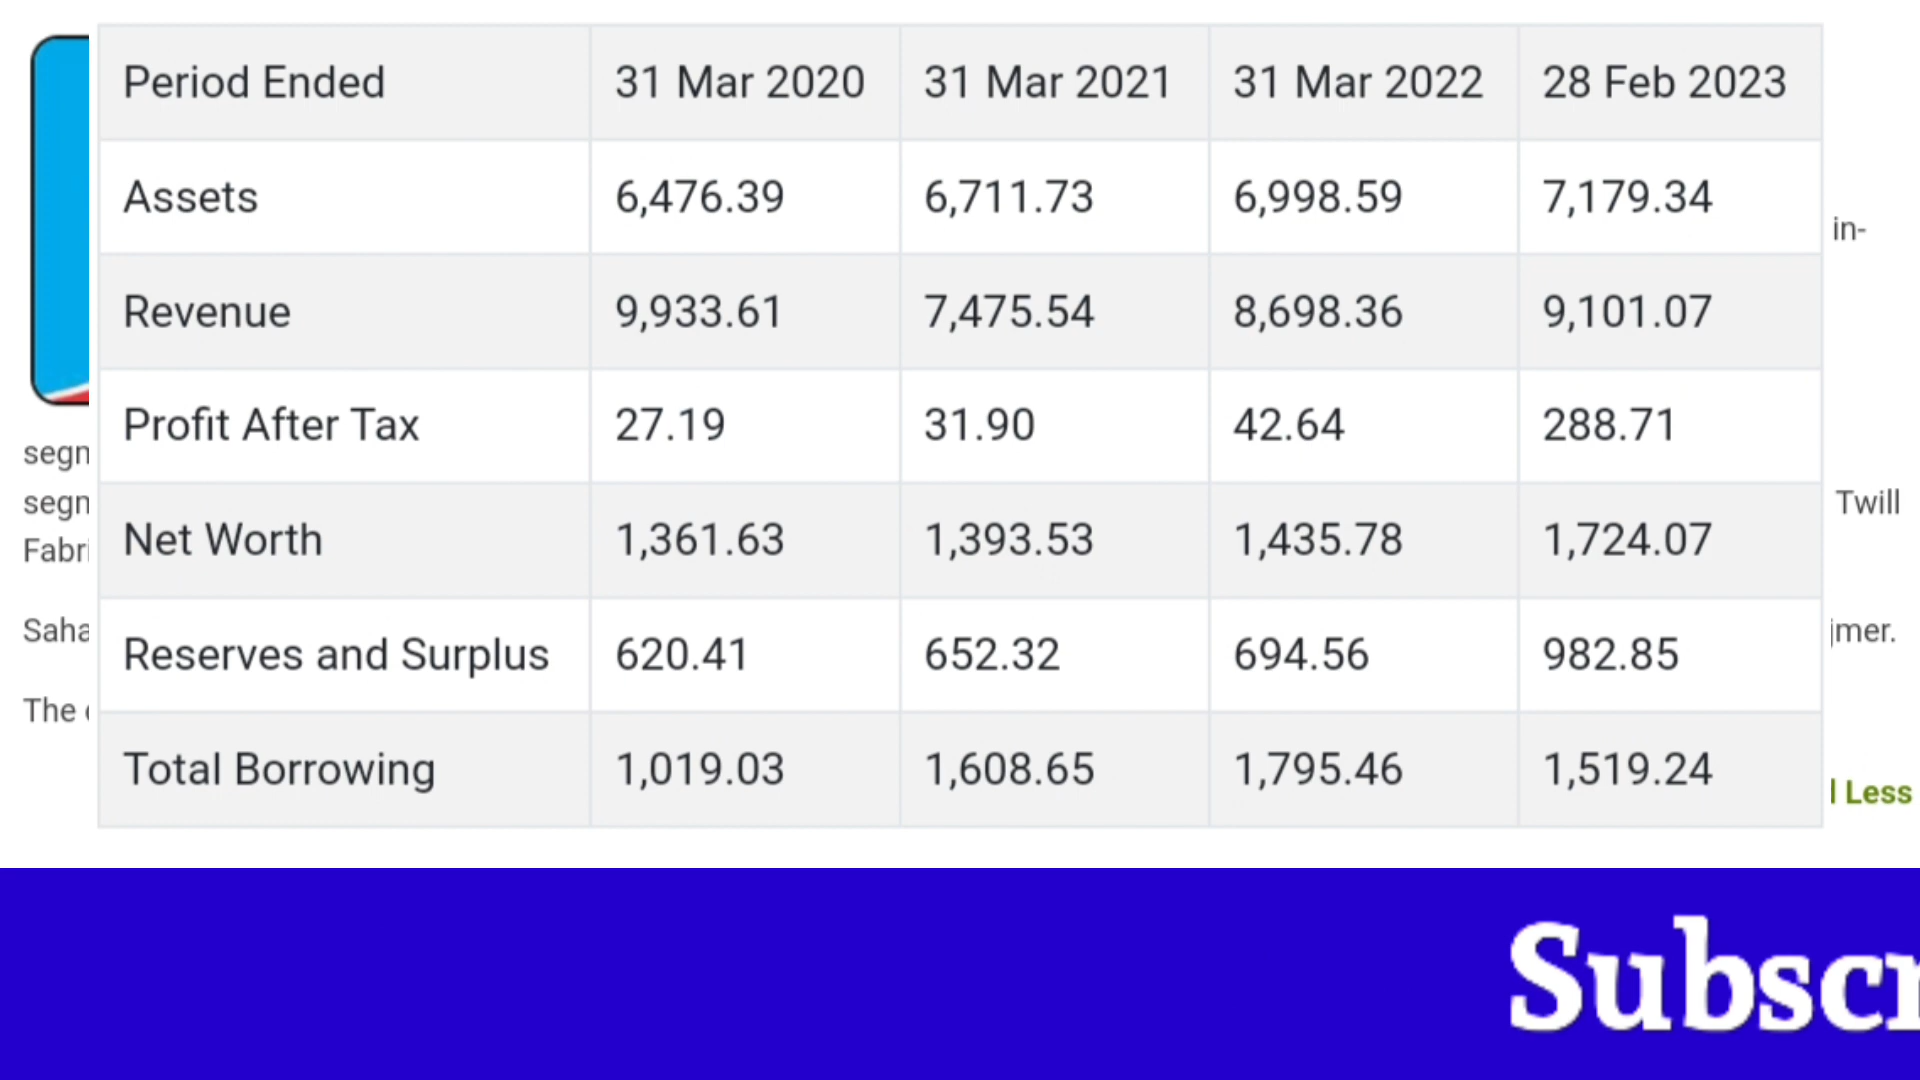 Period Ended 31 Mar 2020 31 Mar 2021 31 Mar 2022 28 Feb 2023
Assets 6,476.39 6,711.73 6,998.59 7,179.34
in-
Revenue 9,933.61 7,475.54 8,698.36 9,101.07
Profit After Tax 27.19 31.90 42.64 288.71
Net Worth 1,361.63 1,393.53 1,435.78 1,724.07
Twill
Reserves and Surplus 620.41 652.32 694.56 982.85
The
Total Borrowing 1,019.03 1,608.65 1,795.46 1,519.24
Less